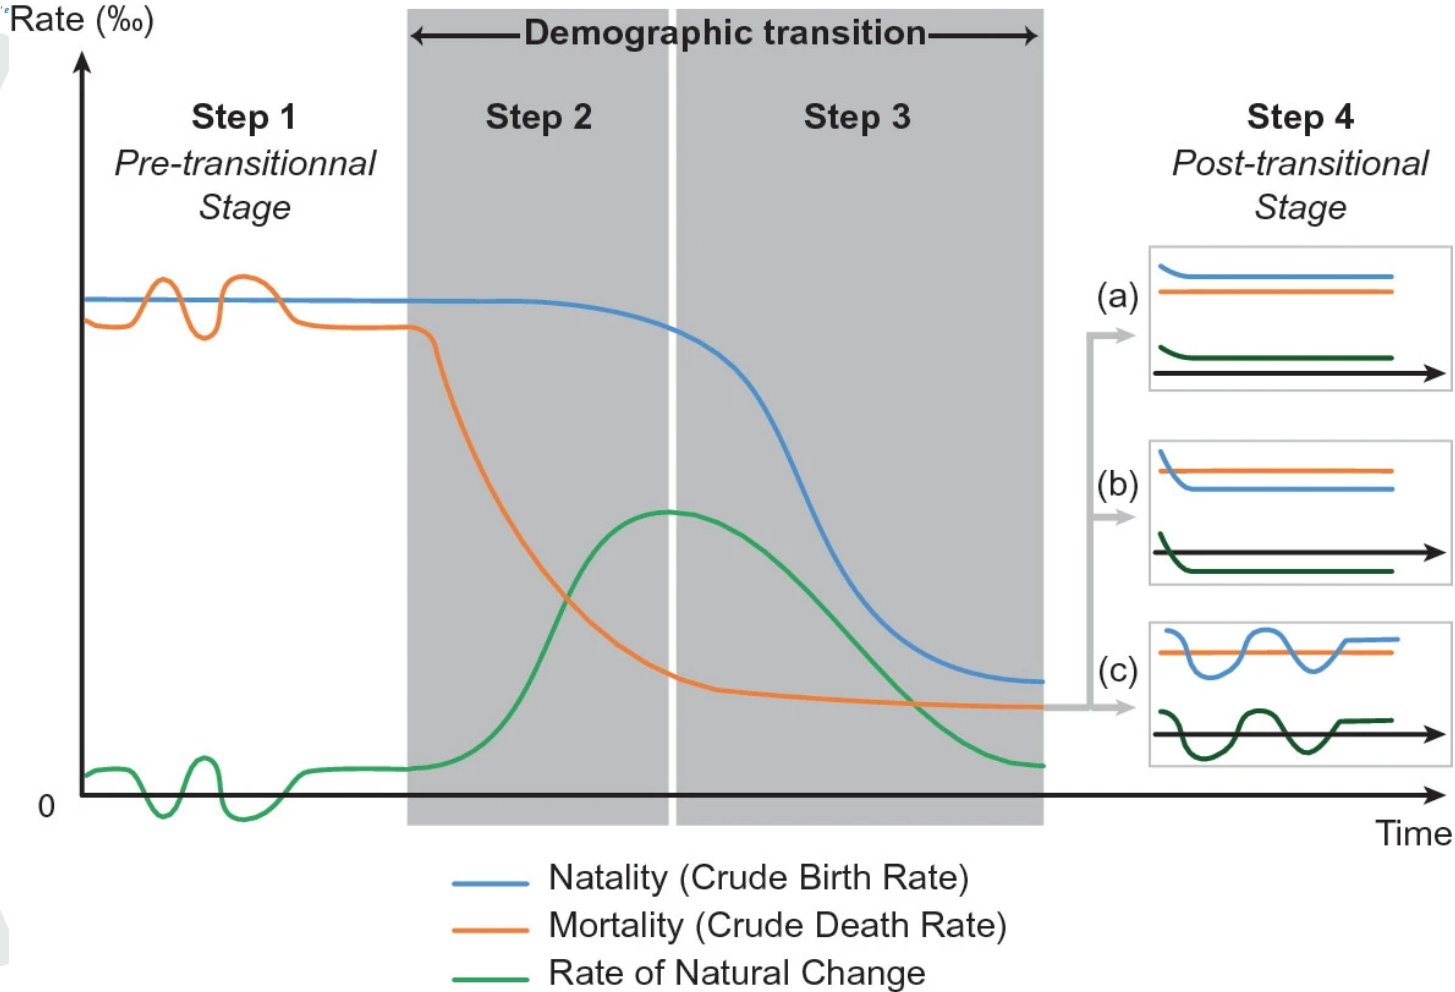 Rate (‰)
Demographic transition
Step 1
Pre-transitionnal
Stage
Step 2
Step 3
Step 4
Post-transitional
Stage
(a)
(b)
(c)
0
Time
Natality (Crude Birth Rate)
Mortality (Crude Death Rate)
Rate of Natural Change